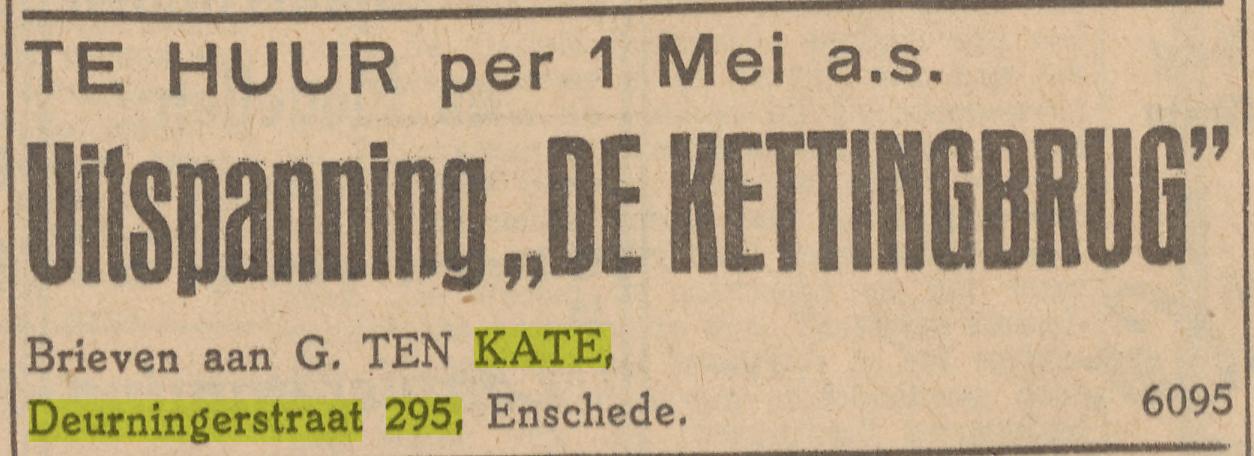 TE HUUR per 1 Mei a.s.
Uitspanning „DE KETTINGBRUG”
Brieven aan G. TEN KATE,
Deurningerstraat 295, Enschede.
6095